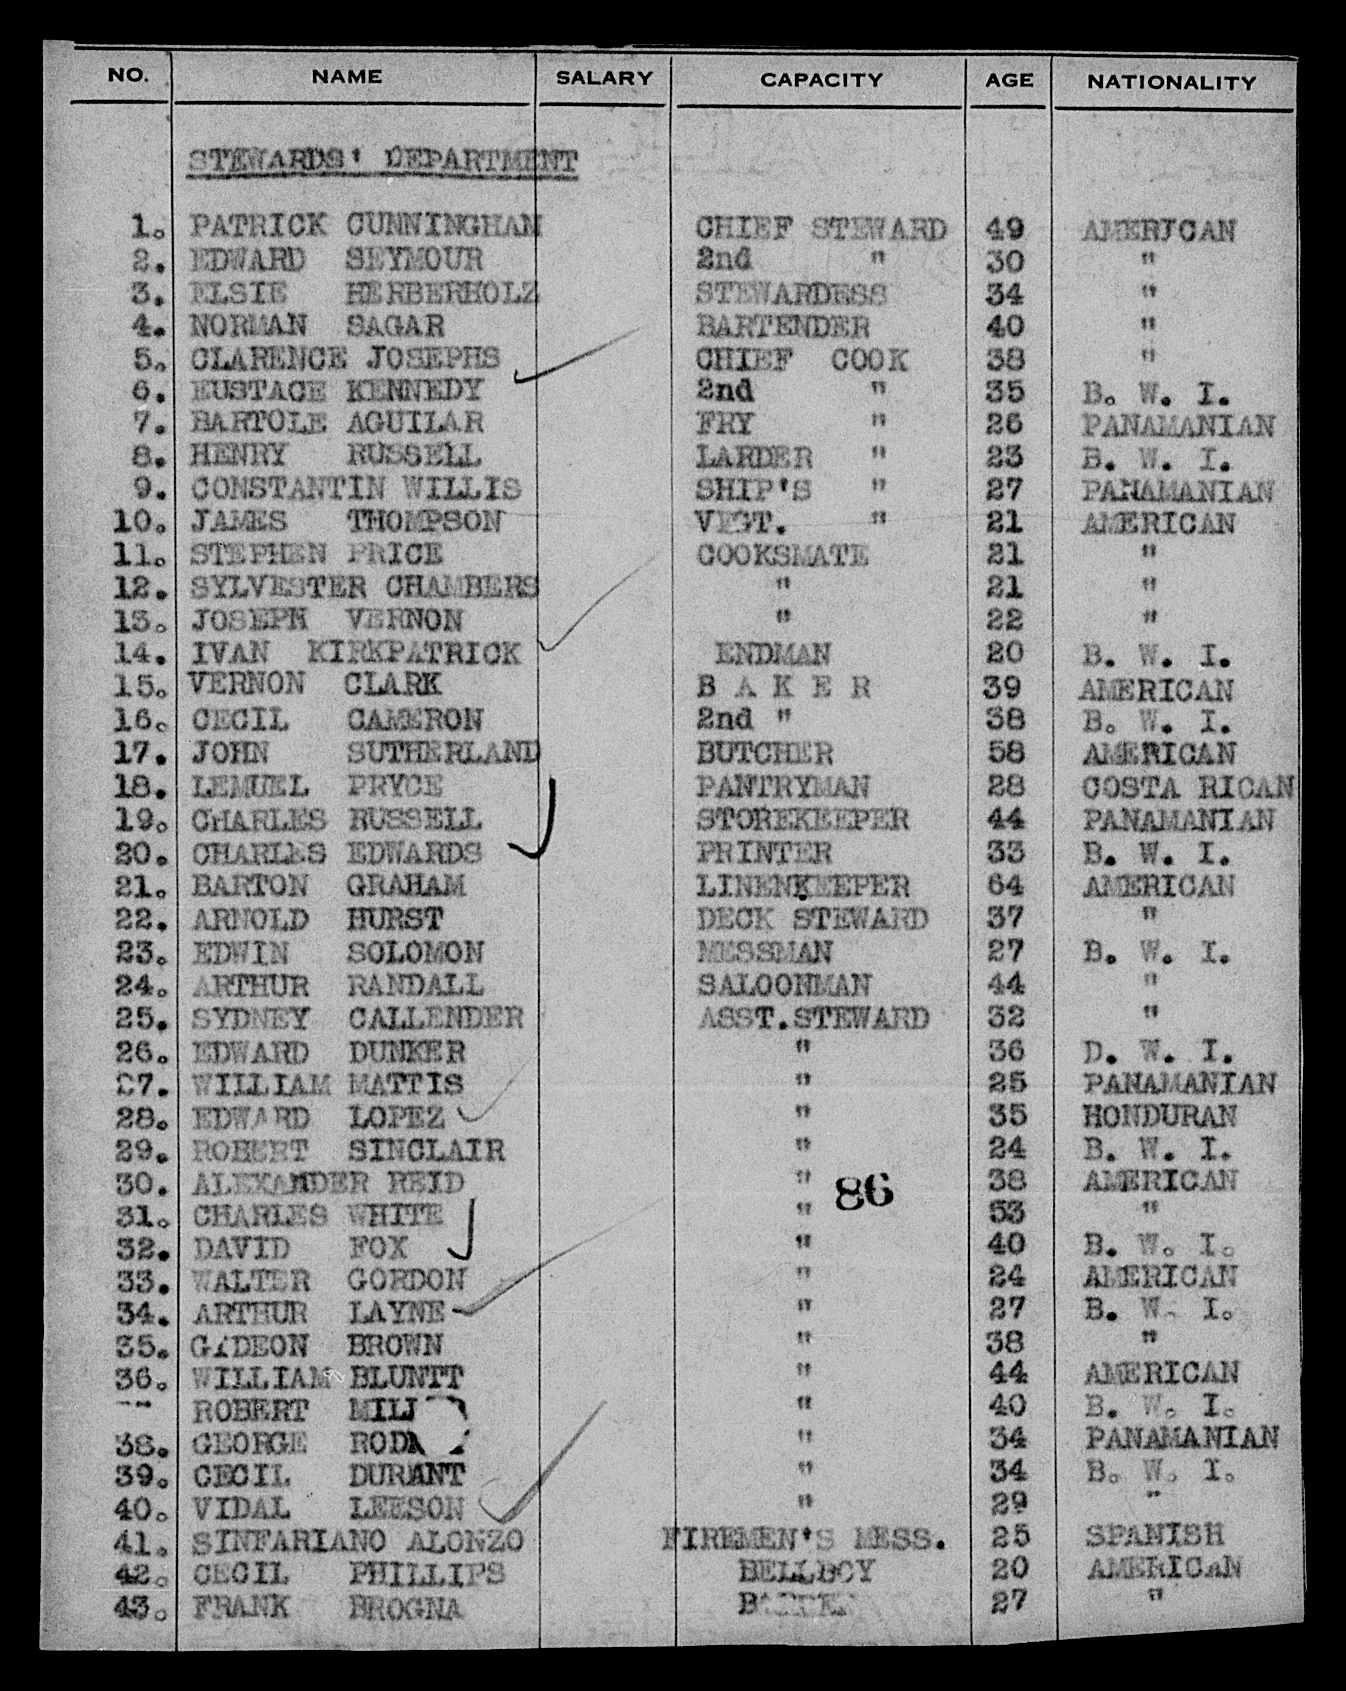 NO. NAME SALARY CAPACITY AGE NATIONALITY
STEWARDS' DEPARTMENT
1. PATRICK CUNNINGHAN CHIEF STEWARD 49 AMERICAN
2. EDWARD SEYMOUR 2nd " 30 "
3. ELSIE HERBERHOLZ STEWARDESS 34 "
4. NORMAN SAGAR BARTENDER 40 "
5. CLARENCE JOSEPHS CHIEF COOK 38 "
6. EUSTACE KENNEDY 2nd " 35 B. W. I.
7. BARTOLE AGUILAR FRY " 26 PANAMANIAN
8. HENRY RUSSELL LARDER " 23 B. W. I.
9. CONSTANTIN WILLIS SHIP'S " 27 PANAMANIAN
10. JAMES THOMPSON VEGT. " 21 AMERICAN
11. STEPHEN PRICE COOKSMATE 21 "
12. SYLVESTER CHAMBERS " 21 "
13. JOSEPH VERNON " 22 "
14. IVAN KIRKPATRICK ENDMAN 20 B. W. I.
15. VERNON CLARK B A K E R 39 AMERICAN
16. CECIL CAMERON 2nd " 38 B. W. I.
17. JOHN SUTHERLAND BUTCHER 58 AMERICAN
18. LEMUEL PRYCE PANTRYMAN 28 COSTA RICAN
19. CHARLES RUSSELL STOREKEEPER 44 PANAMANIAN
20. CHARLES EDWARDS PRINTER 33 B. W. I.
21. BARTON GRAHAM LINENKEEPER 64 AMERICAN
22. ARNOLD HURST DECK STEWARD 37 "
23. EDWIN SOLOMON MESSMAN 27 B. W. I.
24. ARTHUR RANDALL SALOONMAN 44 "
25. SYDNEY CALLENDER ASST.STEWARD 32 "
26. EDWARD DUNKER " 36 D. W. I.
27. WILLIAM MATTIS " 25 PANAMANIAN
28. EDWARD LOPEZ " 35 HONDURAN
29. ROBERT SINCLAIR " 24 B. W. I.
30. ALEXANDER REID " 38 AMERICAN
86
31. CHARLES WHITE " 53 "
32. DAVID FOX " 40 B. W. I.
33. WALTER GORDON " 24 AMERICAN
34. ARTHUR LAYNE " 27 B. W. I.
35. GIDEON BROWN " 38 "
36. WILLIAM BLUNTT " 44 AMERICAN
ROBERT " 40 B. W. I.
38. GEORGE " 34 PANAMANIAN
39. CECIL DURANT " 34 B. W. I.
40. VIDAL LEESON " 29 "
41. SINFARIANO ALONZO FIREMEN'S MESS. 25 SPANISH
42. CECIL PHILLIPS BELLBOY 20 AMERICAN
43. FRANK BROGNA 27 "